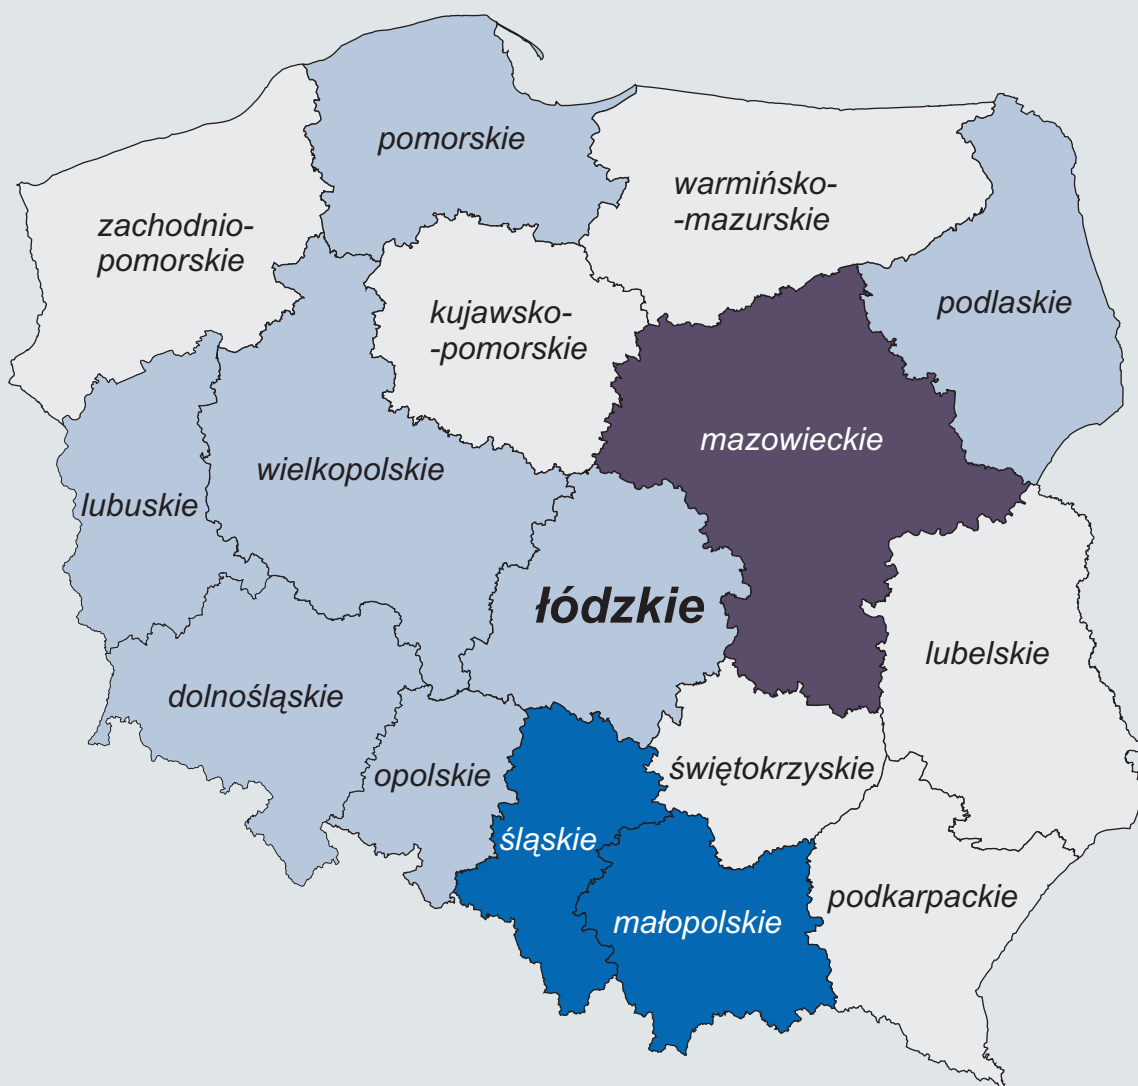 pomorskie
warmińsko-
-mazurskie
zachodnio-
pomorskie
podlaskie
kujawsko-
-pomorskie
mazowieckie
wielkopolskie
lubuskie
łódzkie
lubelskie
dolnośląskie
opolskie
świętokrzyskie
śląskie
podkarpackie
małopolskie